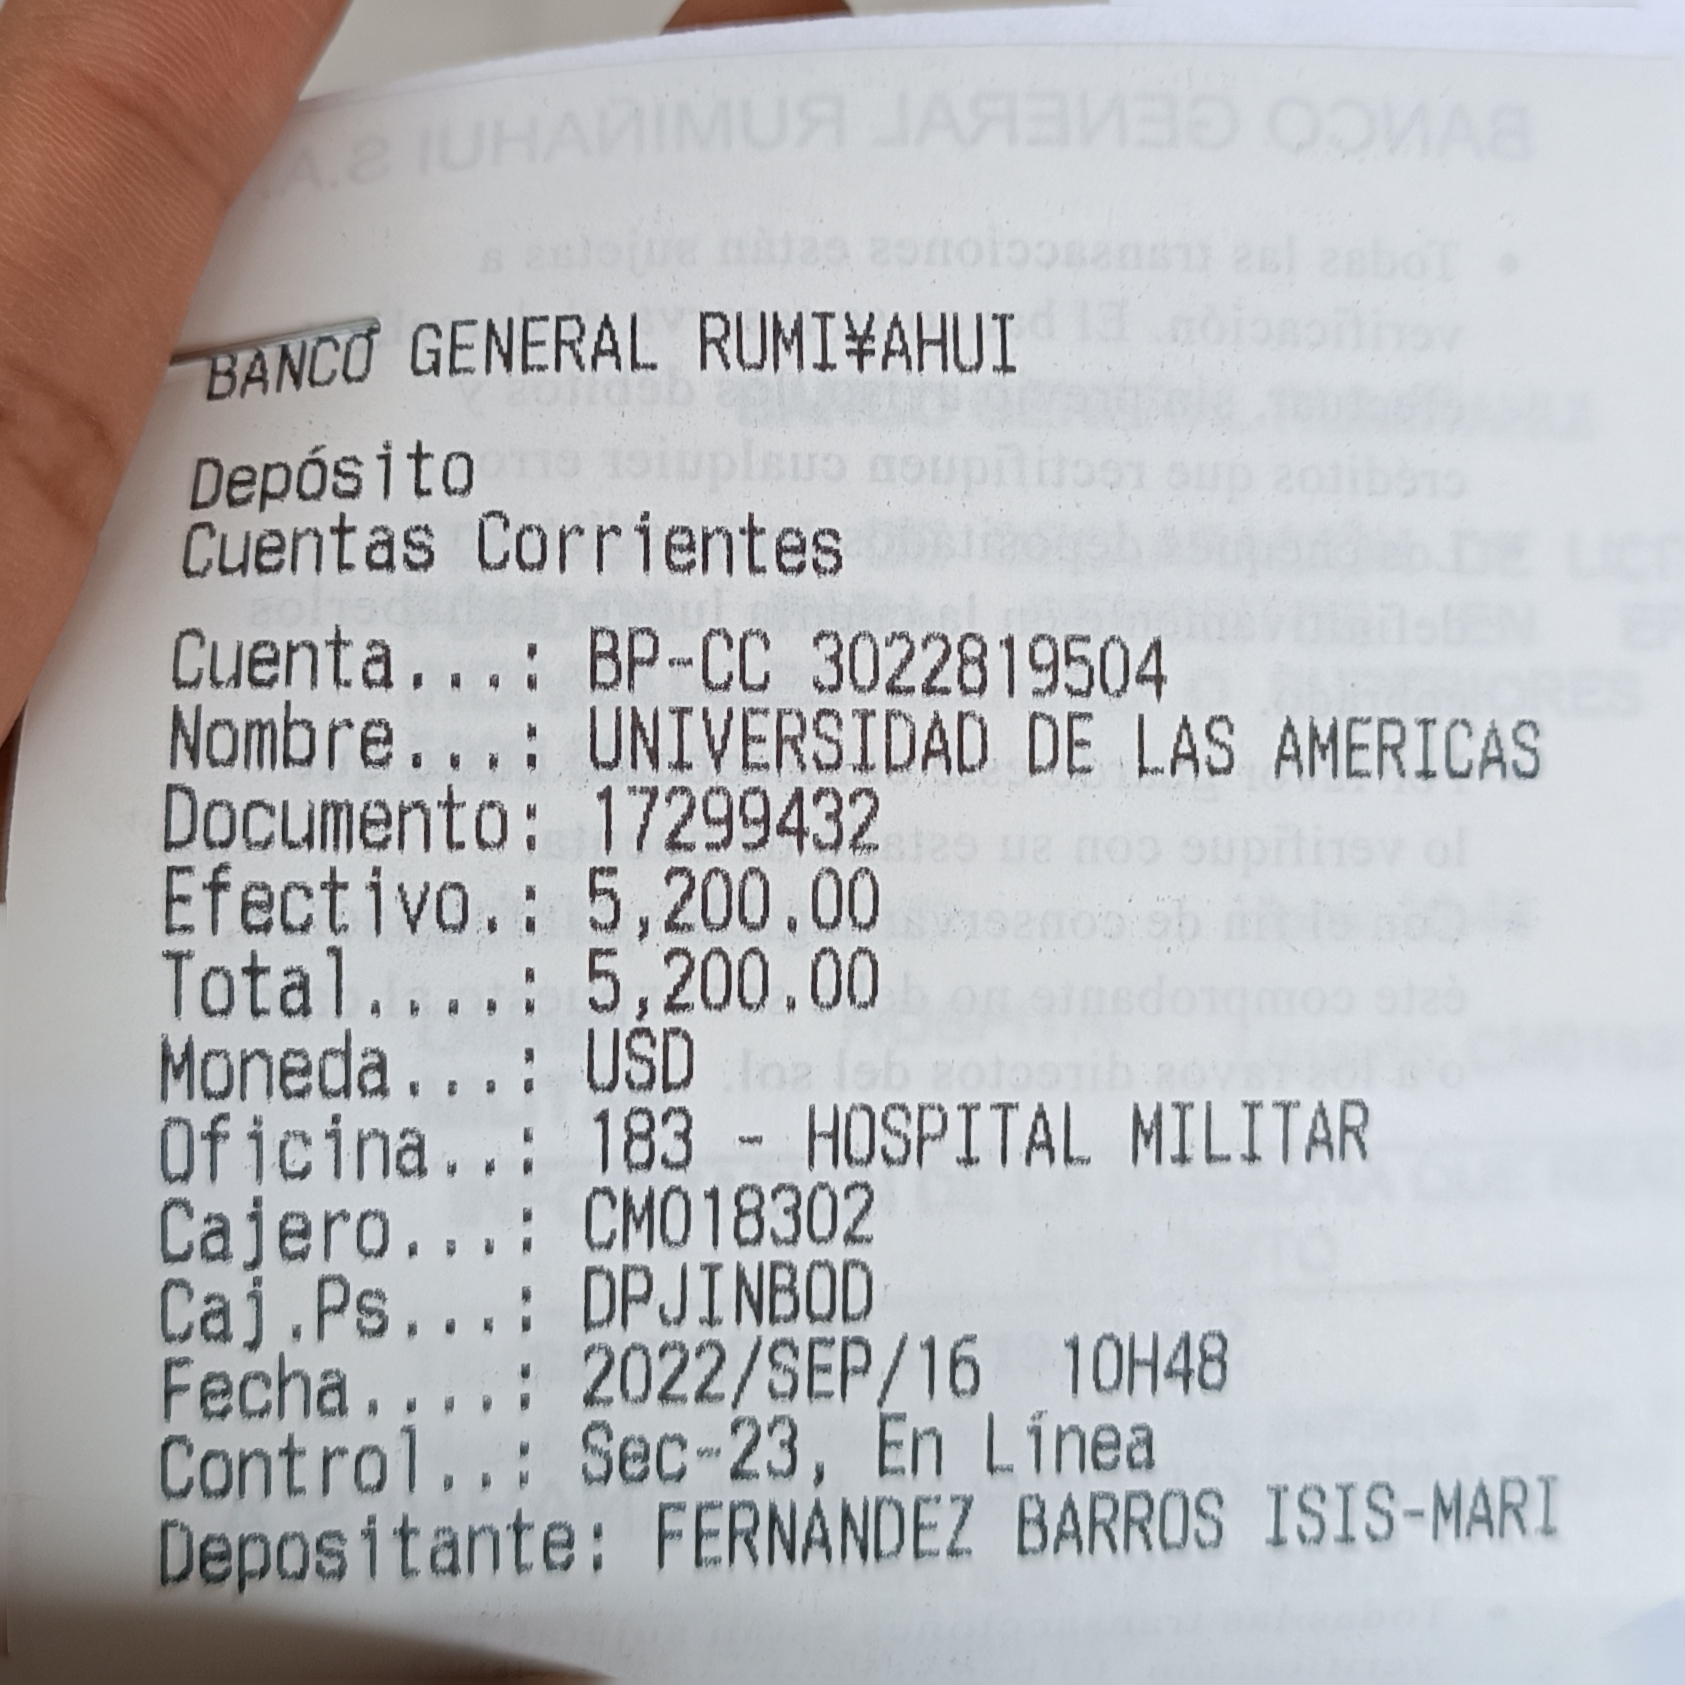 BANCO GENERAL RUMI¥AHUI
Depósito
Cuentas Corrientes
Cuenta...: BP-CC 3022819504
Nombre...: UNIVERSIDAD DE LAS AMERICAS
Documento: 17299432
Efectivo.: 5,200.00
Total....: 5,200.00
Moneda...: USD
Oficina..: 183 - HOSPITAL MILITAR
Cajero...: CM018302
Caj.Ps...: DPJINBOD
Fecha....: 2022/SEP/16 10H48
Control..: Sec-23, En Línea
Depositante: FERNANDEZ BARROS ISIS-MARI